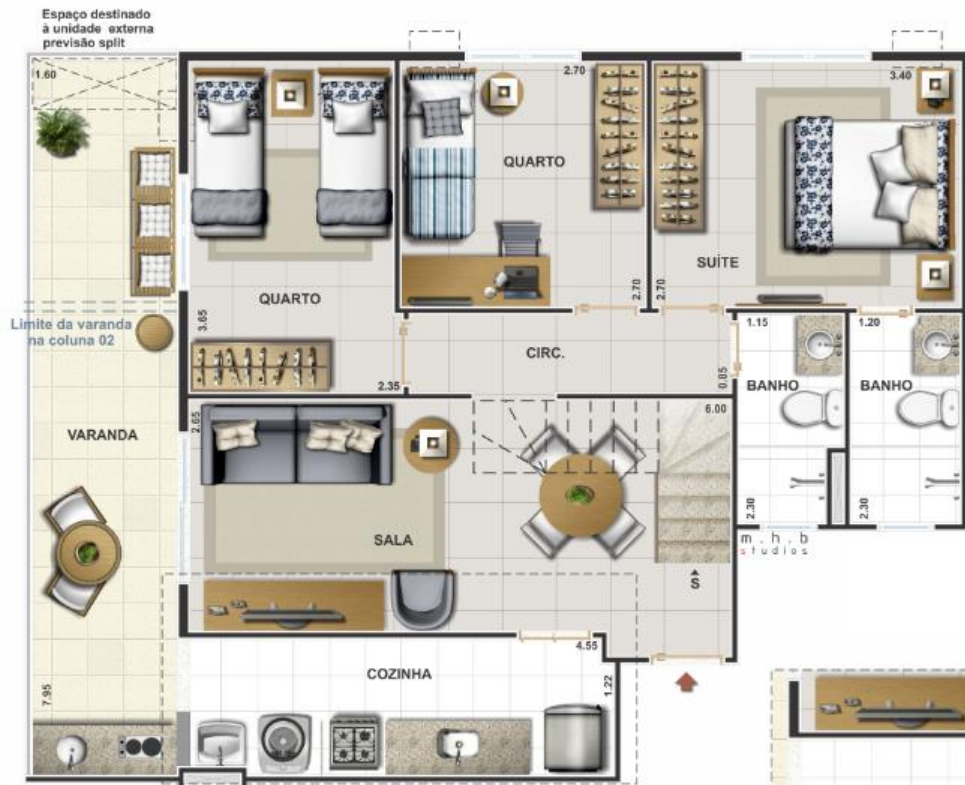 Espaço destinado
à unidade externa
previsão split
1.60
2.70
3.40
QUARTO
SUÍTE
QUARTO
2.70
2.70
Limite da varanda
na coluna 02
3.65
CIRC.
1.15
1.20
2.35
0.85
BANHO
BANHO
2.65
6.00
VARANDA
2.30
2.30
SALA
m.h.b
studios
S
4.55
COZINHA
1.22
7.95